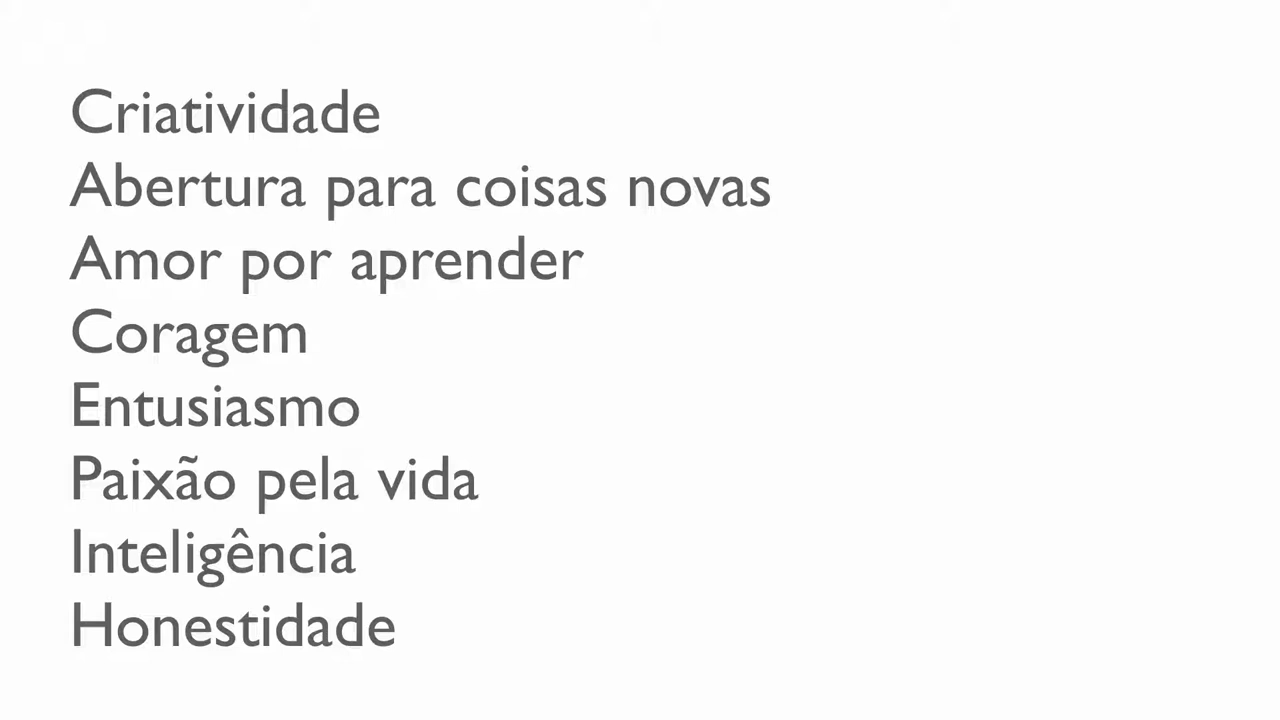 Criatividade
Abertura para coisas novas
Amor por aprender
Coragem
Entusiasmo
Paixão pela vida
Inteligência
Honestidade